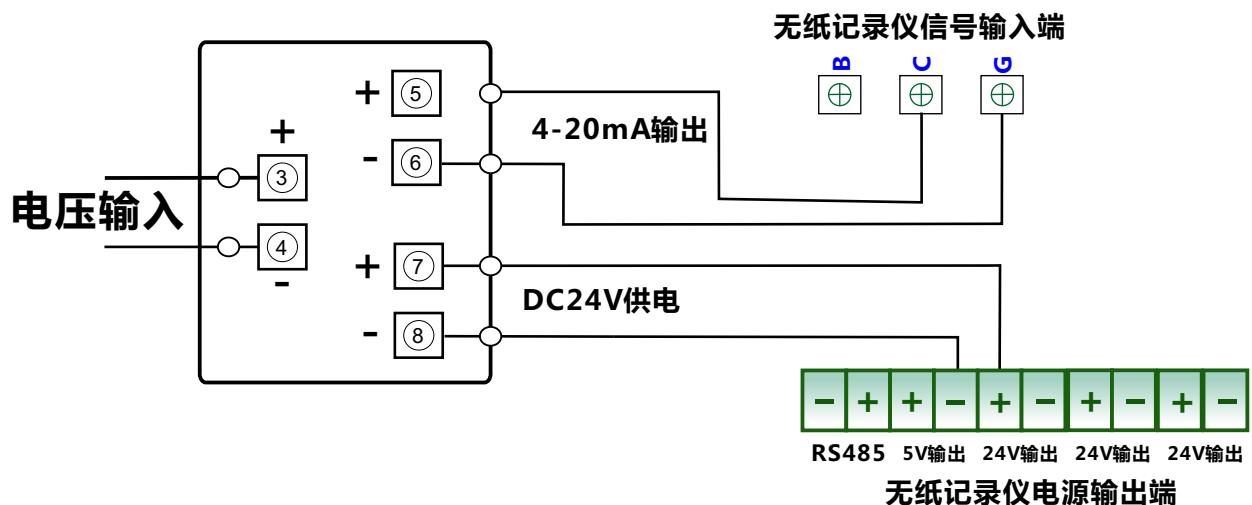 无纸记录仪信号输入端
B C G
+ ⑤
4-20mA输出
- ⑥
+
③
电压输入
④
-
+ ⑦
DC24V供电
- ⑧
- + + - + - + - + -
RS485 5V输出 24V输出 24V输出 24V输出
无纸记录仪电源输出端